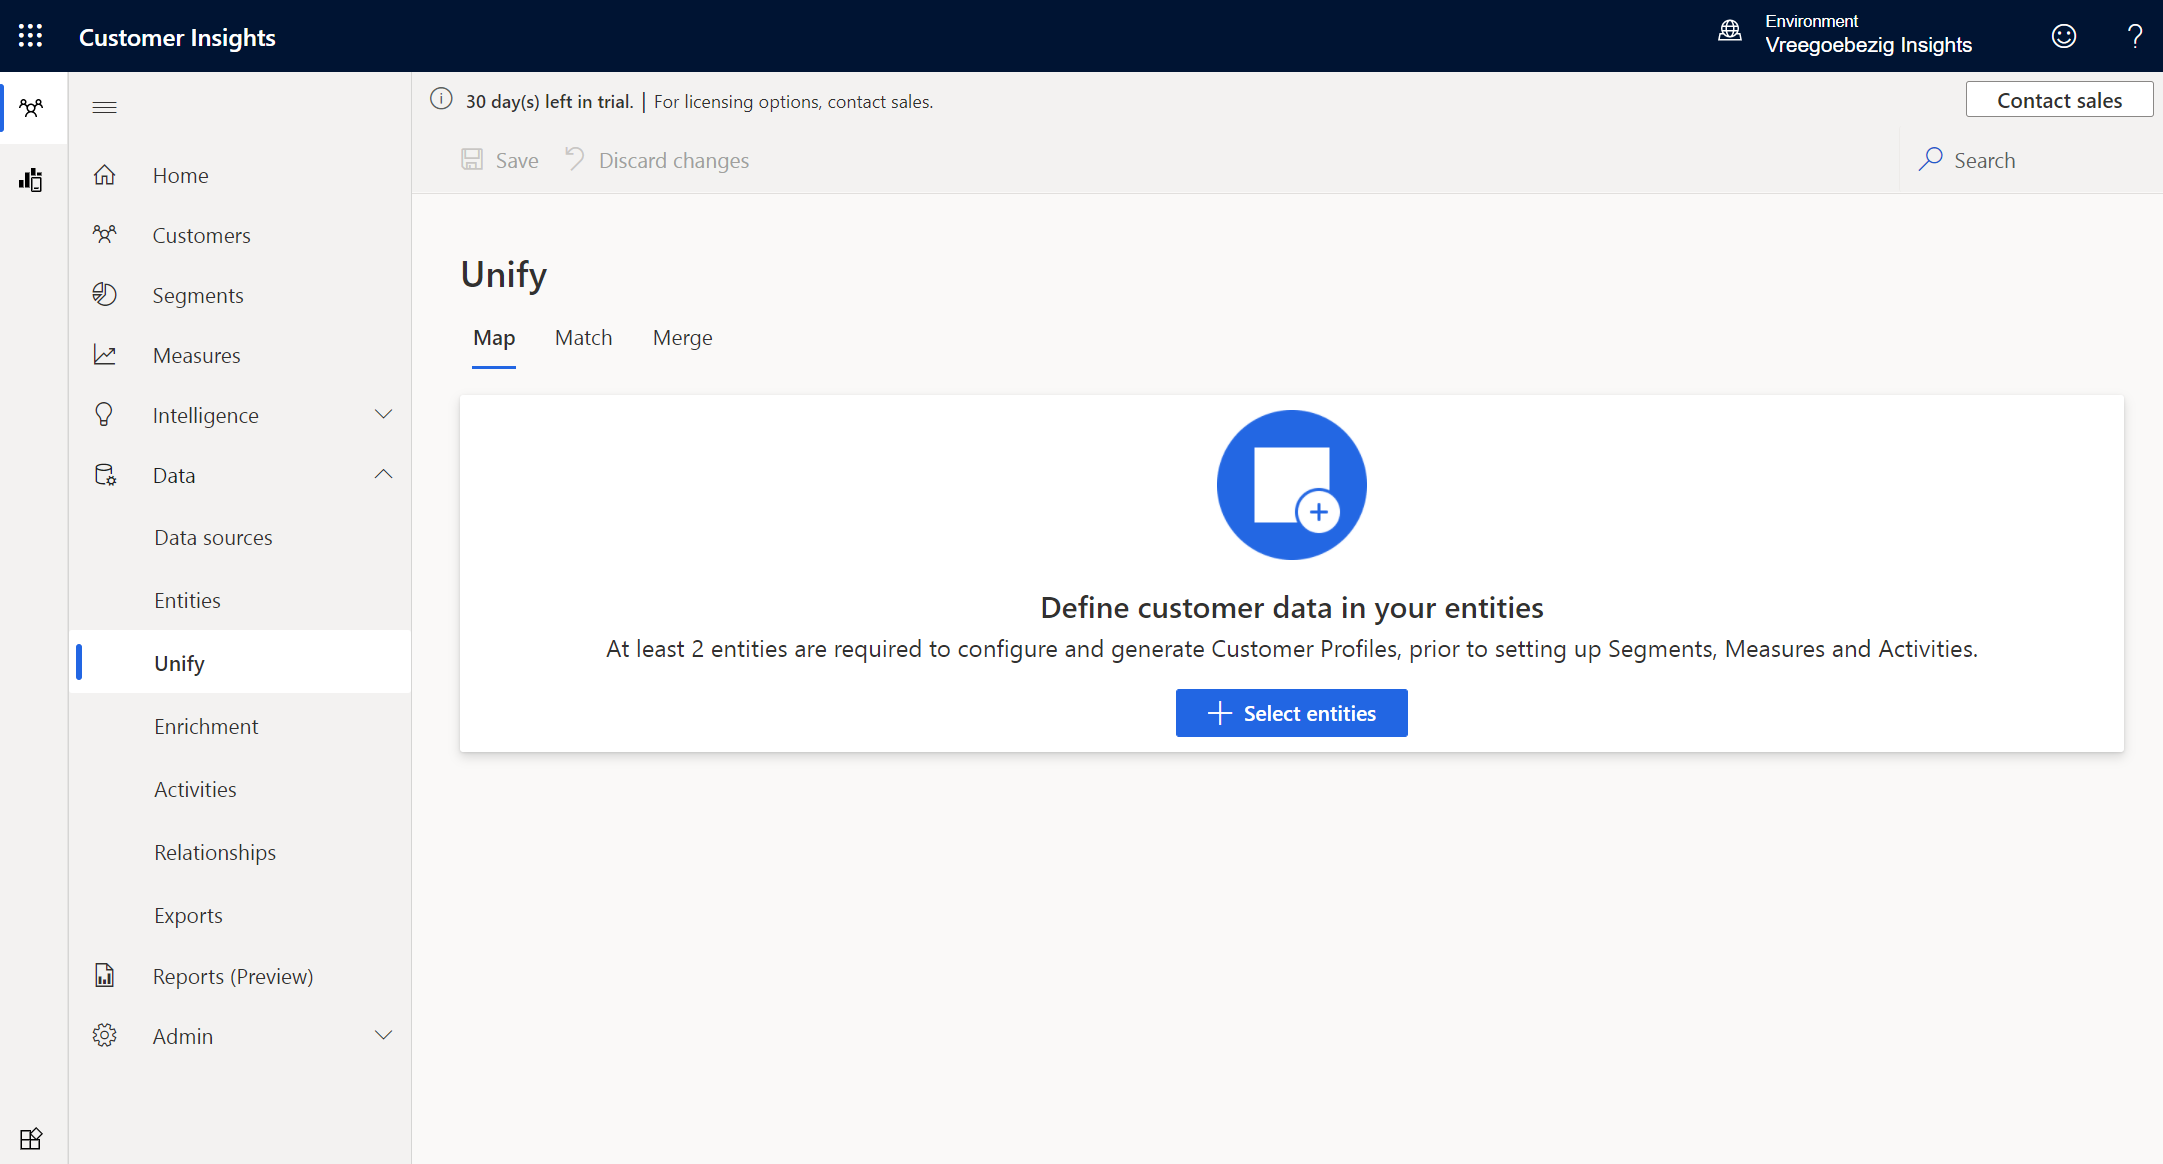 Customer Insights
Environment
Vreegoebezig Insights
?
30 day(s) left in trial. | For licensing options, contact sales.
Contact sales
Save
Discard changes
Search
Home
Customers
Segments
Measures
Intelligence
Data
Data sources
Entities
Unify
Enrichment
Activities
Relationships
Exports
Reports (Preview)
Admin
Unify
Map Match Merge
Define customer data in your entities
At least 2 entities are required to configure and generate Customer Profiles, prior to setting up Segments, Measures and Activities.
Select entities